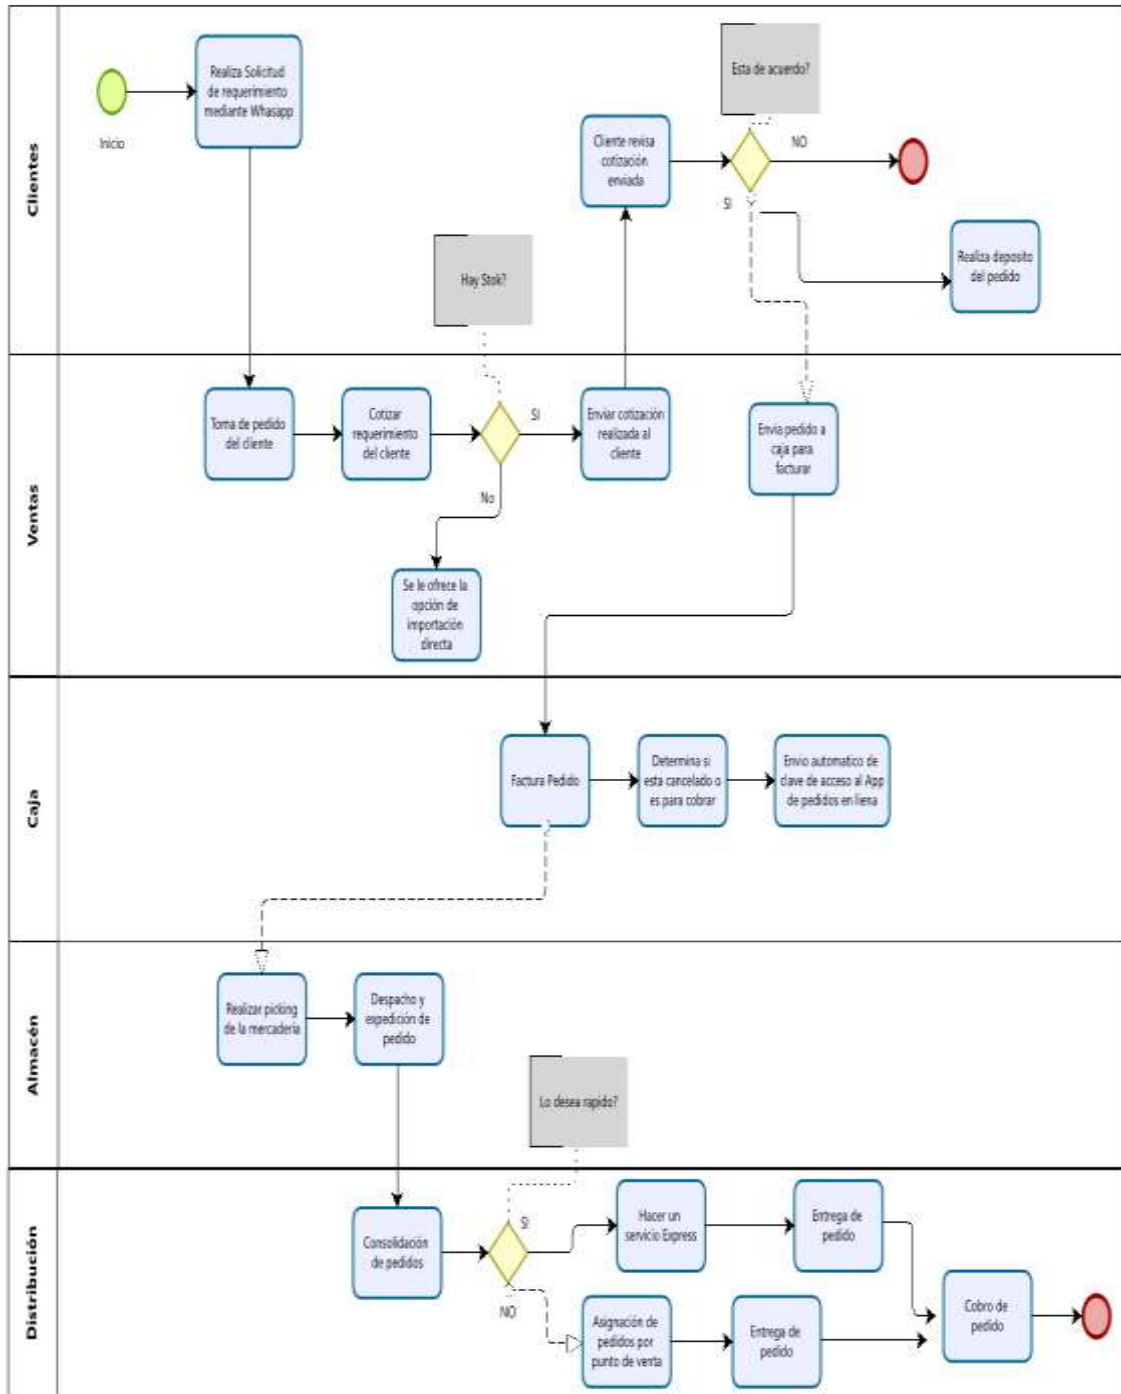 Clientes
Inicio
Realiza Solicitud
de requerimiento
mediante Whasapp
Esta de acuerdo?
Cliente revisa
cotización
enviada
NO
SI
Realiza deposito
del pedido
Hay Stok?
Ventas
Toma de pedido
del cliente
Cotizar
requerimiento
del cliente
SI
No
Enviar cotización
realizada al
cliente
Envia pedido a
caja para
facturar
Se le ofrece la
opción de
importación
directa
Caja
Factura Pedido
Determina si
esta cancelado o
es para cobrar
Envio automatico de
clave de acceso al App
de pedidos en liena
Almacén
Realizar picking
de la mercaderia
Despacho y
expedición de
pedido
Lo desea rapido?
Distribución
Consolidación
de pedidos
SI
NO
Hacer un
servicio Express
Entrega de
pedido
Asignación de
pedidos por
punto de venta
Entrega de
pedido
Cobro de
pedido